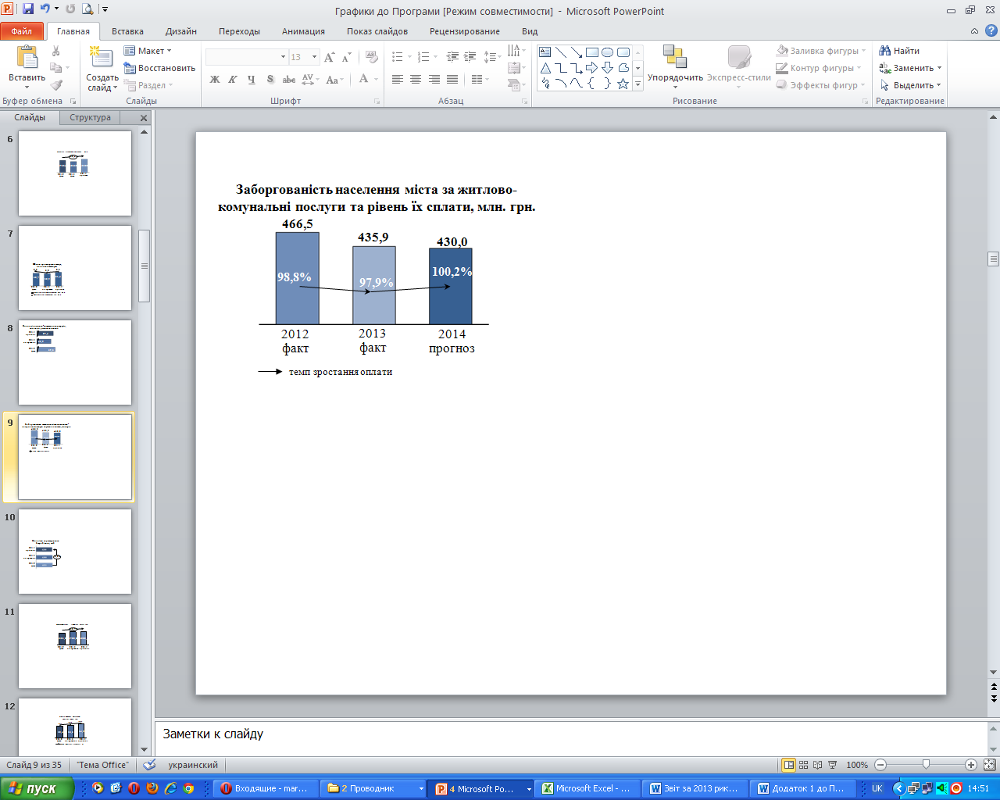 Графики до Програми [Режим совместимости] - Microsoft PowerPoint
Файл Главная Вставка Дизайн Переходы Анимация Показ слайдов Рецензирование Вид
Вставить
Буфер обмена
Создать слайд
Макет
Восстановить
Раздел
Слайды
13
Ж К Ч S abc AV Aa A
Шрифт
Абзац
Упорядочить
Экспресс-стили
Заливка фигуры
Контур фигуры
Эффекты фигур
Рисование
Найти
Заменить
Выделить
Редактирование
Слайды Структура
6
7
8
9
10
11
12
Заборгованість населення міста за житлово-
комунальні послуги та рівень їх сплати, млн. грн.
466,5
435,9
430,0
98,8%
97,9%
100,2%
2012 2013 2014
факт факт прогноз
темп зростання оплати
Заметки к слайду
Слайд 9 из 35 "Тема Office" украинский 100%
пуск Входящие - mar... 2 Проводник 4 Microsoft Po... Microsoft Excel - ... Звіт за 2013 рик... Додаток 1 до П... UK 14:51